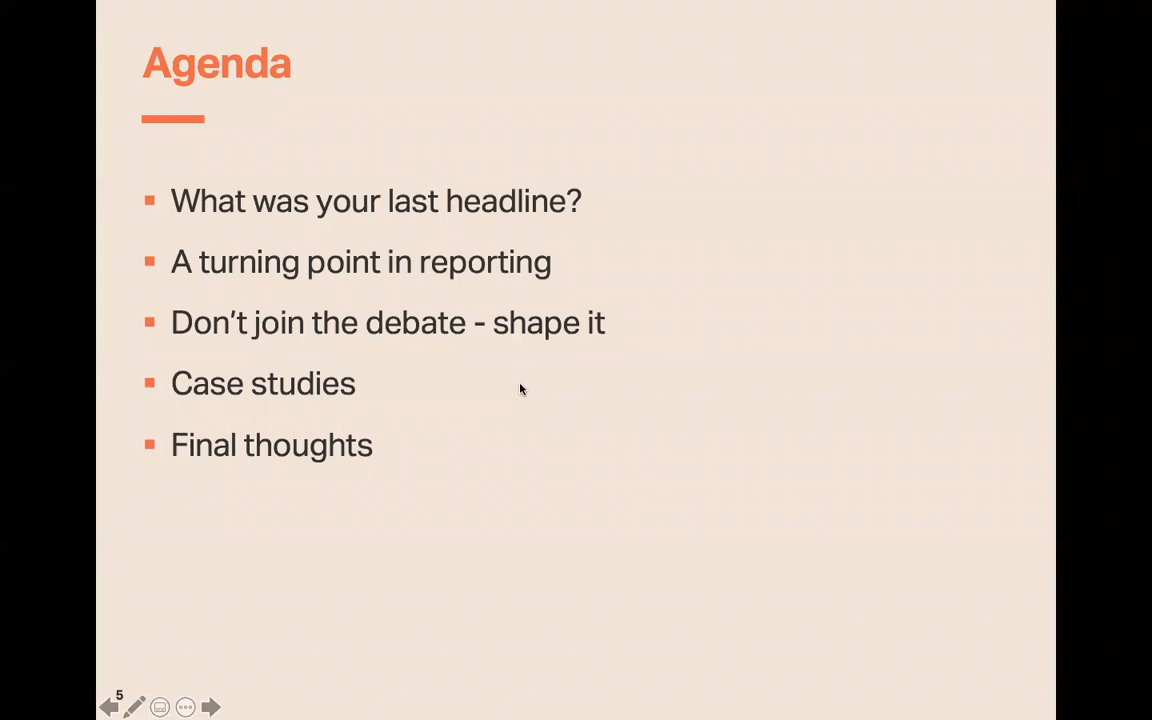 Agenda
What was your last headline?
A turning point in reporting
Don’t join the debate - shape it
Case studies
Final thoughts
5